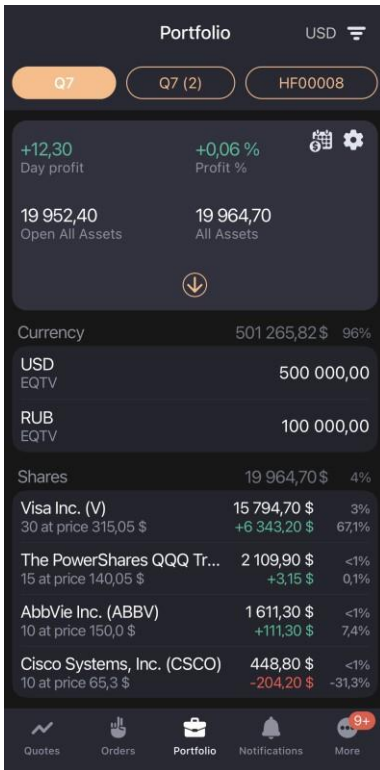 Portfolio USD
Q7 Q7 (2) HF00008
+12,30 +0,06 %
Day profit Profit %
19 952,40 19 964,70
Open All Assets All Assets
Currency 501 265,82 $ 96%
USD 500 000,00
EQTV
RUB 100 000,00
EQTV
Shares 19 964,70 $ 4%
Visa Inc. (V) 15 794,70 $ 3%
30 at price 315,05 $ +6 343,20 $ 67,1%
The PowerShares QQQ Tr... 2 109,90 $ <1%
15 at price 140,05 $ +3,15 $ 0,1%
AbbVie Inc. (ABBV) 1 611,30 $ <1%
10 at price 150,0 $ +111,30 $ 7,4%
Cisco Systems, Inc. (CSCO) 448,80 $ <1%
10 at price 65,3 $ -204,20 $ -31,3%
9+
Quotes Orders Portfolio Notifications More